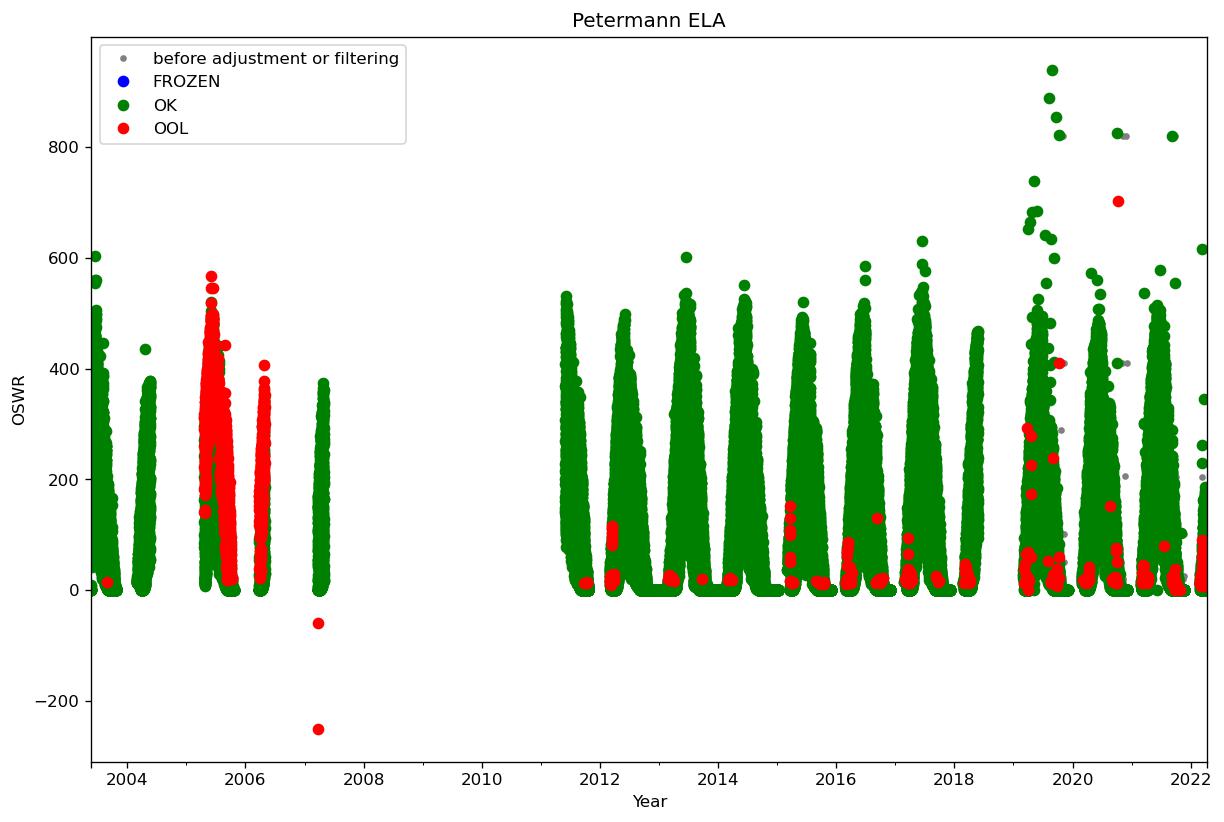 Petermann ELA
before adjustment or filtering
FROZEN
OK
OOL
800
600
400
200
0
−200
OSWR
2004 2006 2008 2010 2012 2014 2016 2018 2020 2022
Year